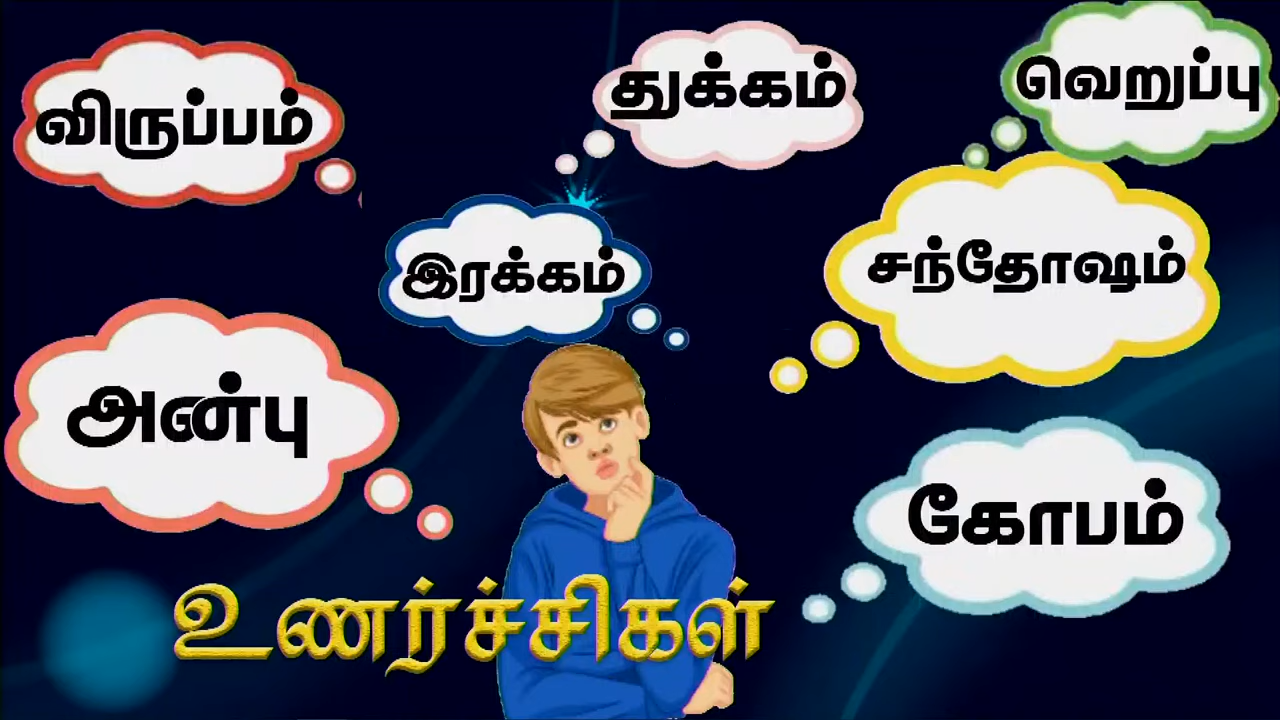 விருப்பம்
துக்கம்
வெறுப்பு
இரக்கம்
சந்தோஷம்
அன்பு
கோபம்
உணர்ச்சிகள்